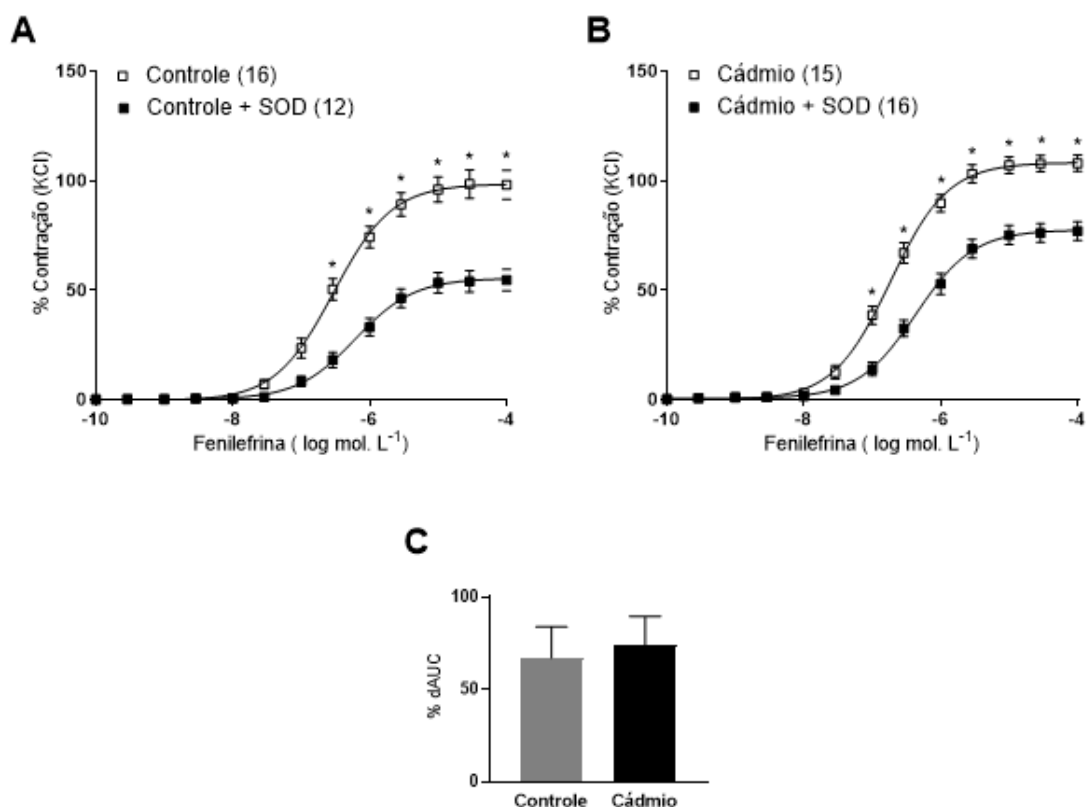 A
150
100
50
0
% Contração (KCl)
Controle (16)
Controle + SOD (12)
* * * * * * *
-10 -8 -6 -4
Fenilefrina ( log mol. L⁻¹)
B
150
100
50
0
% Contração (KCl)
Cádmio (15)
Cádmio + SOD (16)
* * * * * * * *
-10 -8 -6 -4
Fenilefrina ( log mol. L⁻¹)
C
100
50
0
% dAUC
Controle Cádmio